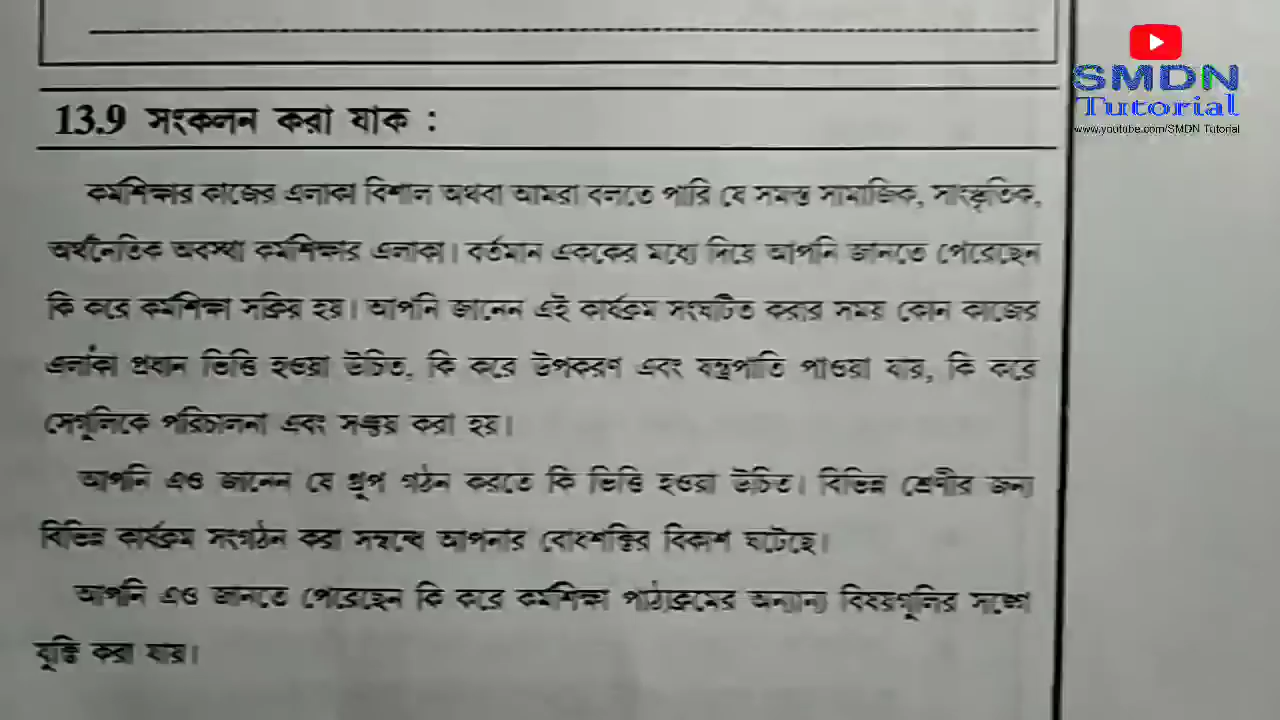 SMDN
Tutorial
www.youtube.com/SMDN Tutorial
13.9 সংকলন করা যাক :
কর্মশিক্ষার কাজের এলাকা বিশাল অথবা আমরা বলতে পারি যে সমস্ত সামাজিক, সাংস্কৃতিক,
অর্থনৈতিক অবস্থা কর্মশিক্ষার এলাকা। বর্তমান এককের মধ্যে দিয়ে আপনি জানতে পেরেছেন
কি করে কর্মশিক্ষা সক্রিয় হয়। আপনি জানেন এই কার্যক্রম সংঘটিত করার সময় কোন কাজের
এলাকা প্রধান ভিত্তি হওয়া উচিত, কি করে উপকরণ এবং যন্ত্রপাতি পাওয়া যায়, কি করে
সেগুলিকে পরিচালনা এবং সঞ্চয় করা হয়।
আপনি এও জানেন যে গ্রুপ গঠন করতে কি ভিত্তি হওয়া উচিত। বিভিন্ন শ্রেণীর জন্য
বিভিন্ন কার্যক্রম সংগঠন করা সম্বন্ধে আপনার বোধশক্তির বিকাশ ঘটেছে।
আপনি এও জানতে পেরেছেন কি করে কর্মশিক্ষা পাঠ্যক্রমের অন্যান্য বিষয়গুলির সঙ্গে
যুক্ত করা যায়।